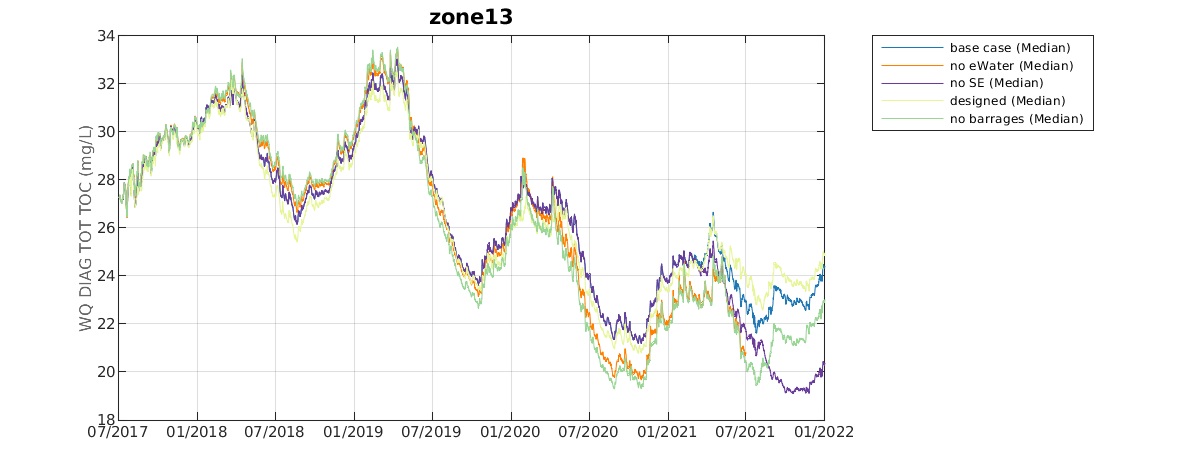 zone13
WQ DIAG TOT TOC (mg/L)
34
32
30
28
26
24
22
20
18
07/2017
01/2018
07/2018
01/2019
07/2019
01/2020
07/2020
01/2021
07/2021
01/2022
base case (Median)
no eWater (Median)
no SE (Median)
designed (Median)
no barrages (Median)